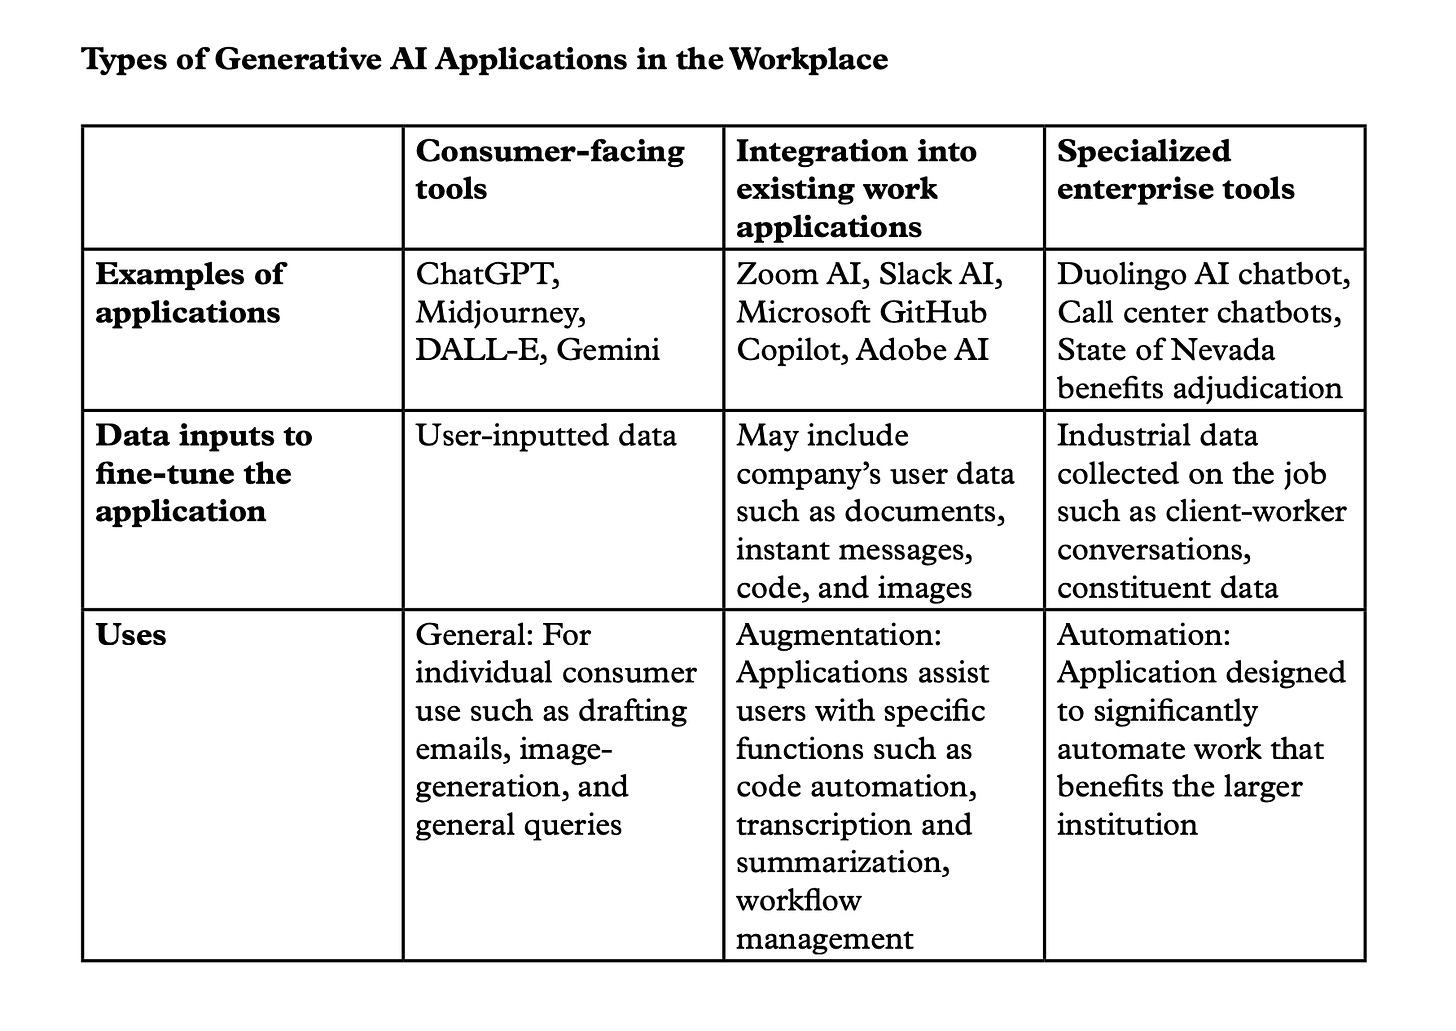 Types of Generative AI Applications in the Workplace
Consumer-facing
tools
Integration into
existing work
applications
Specialized
enterprise tools
Examples of
applications
ChatGPT,
Midjourney,
DALL-E, Gemini
Zoom AI, Slack AI,
Microsoft GitHub
Copilot, Adobe AI
Duolingo AI chatbot,
Call center chatbots,
State of Nevada
benefits adjudication
Data inputs to
fine-tune the
application
User-inputted data
May include
company’s user data
such as documents,
instant messages,
code, and images
Industrial data
collected on the job
such as client-worker
conversations,
constituent data
Uses
General: For
individual consumer
use such as drafting
emails, image-
generation, and
general queries
Augmentation:
Applications assist
users with specific
functions such as
code automation,
transcription and
summarization,
workflow
management
Automation:
Application designed
to significantly
automate work that
benefits the larger
institution